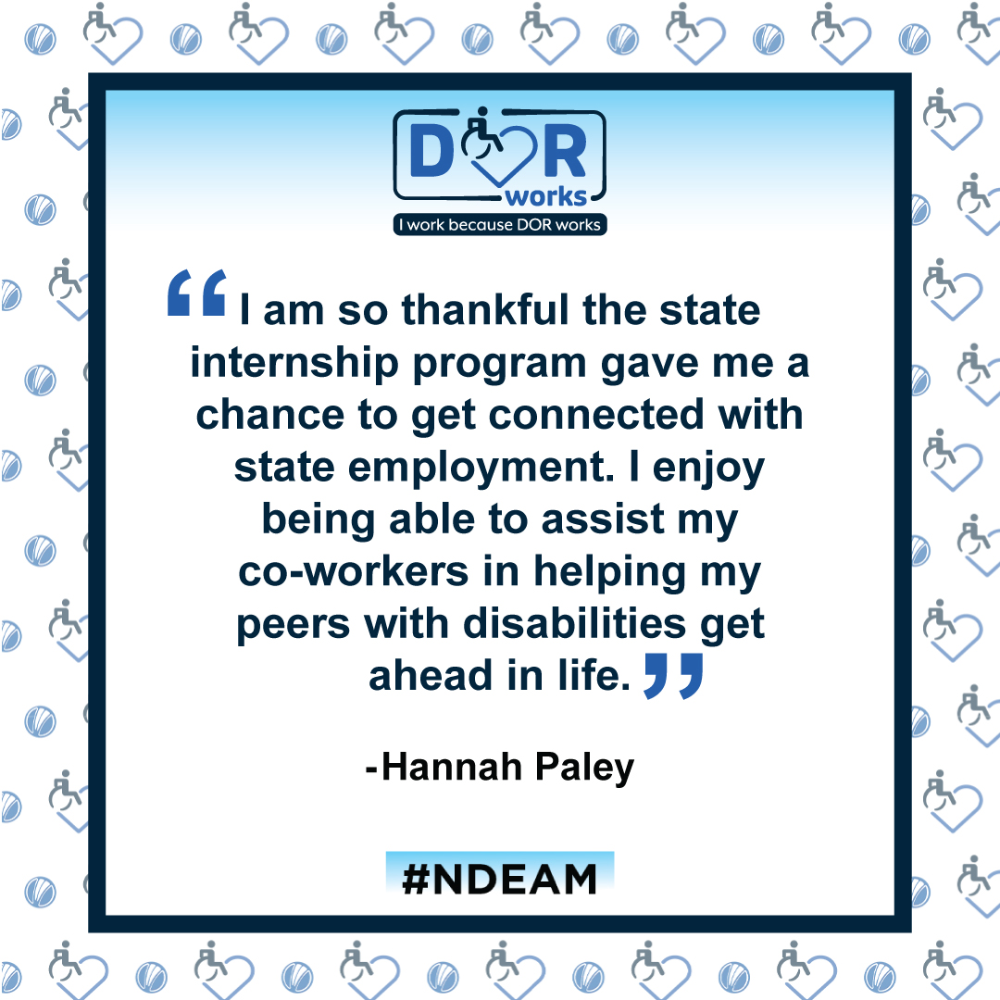 DOR
works
I work because DOR works
“I am so thankful the state
internship program gave me a
chance to get connected with
state employment. I enjoy
being able to assist my
co-workers in helping my
peers with disabilities get
ahead in life.”
-Hannah Paley
#NDEAM